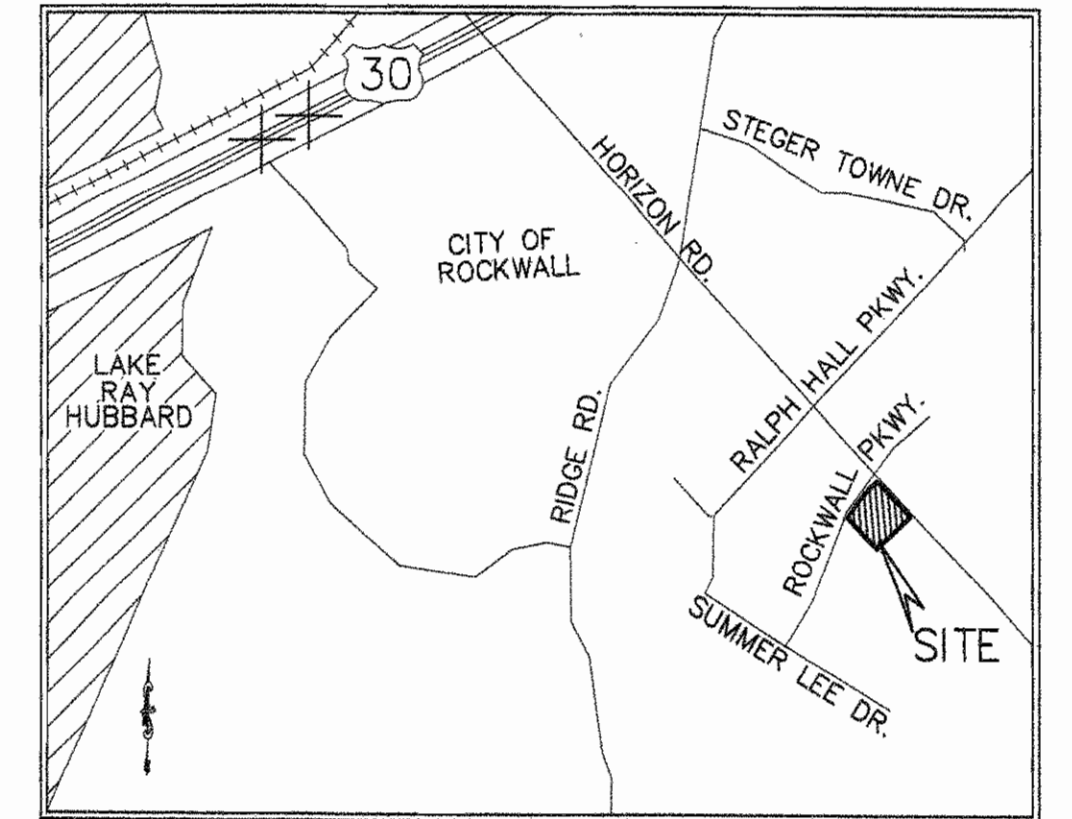 30
STEGER TOWNE DR.
HORIZON RD.
CITY OF
ROCKWALL
RALPH HALL PKWY.
LAKE
RAY
HUBBARD
RIDGE RD.
ROCKWALL PKWY.
SITE
SUMMER LEE DR.